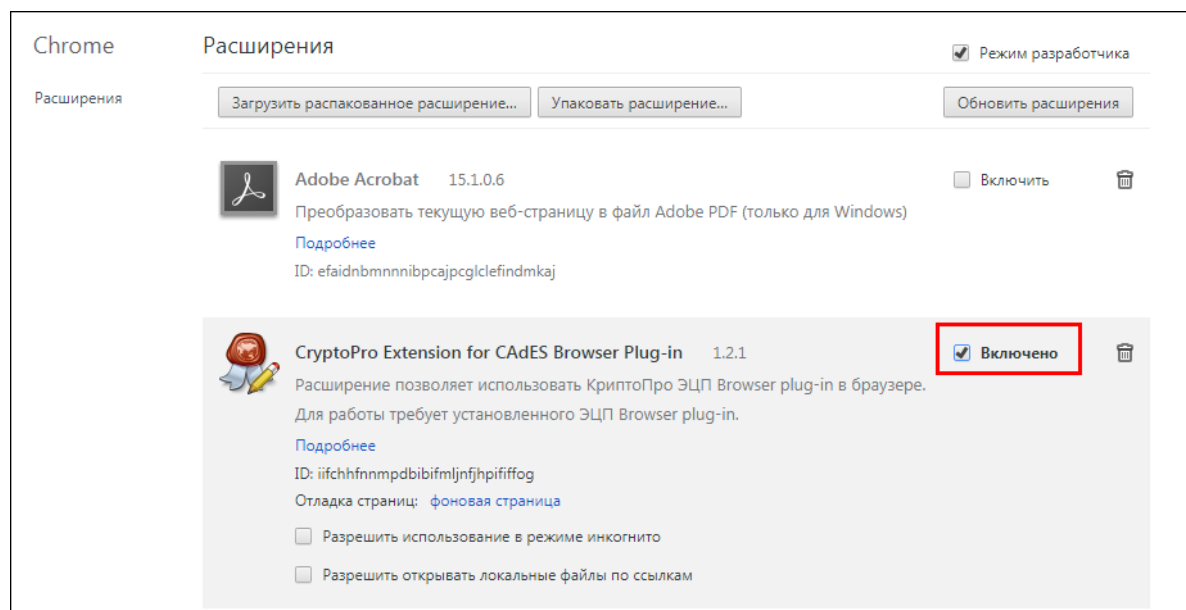 Chrome
Расширения
Режим разработчика
Расширения
Загрузить распакованное расширение...
Упаковать расширение...
Обновить расширения
Adobe Acrobat 15.1.0.6
Включить
Преобразовать текущую веб-страницу в файл Adobe PDF (только для Windows)
Подробнее
ID: efaidnbmnnnibpcajpcglclefindmkaj
CryptoPro Extension for CAdES Browser Plug-in 1.2.1
Включено
Расширение позволяет использовать КриптоПро ЭЦП Browser plug-in в браузере.
Для работы требует установленного ЭЦП Browser plug-in.
Подробнее
ID: iifchhfnnmpdbibifmljnfjhpififfog
Отладка страниц: фоновая страница
Разрешить использование в режиме инкогнито
Разрешить открывать локальные файлы по ссылкам